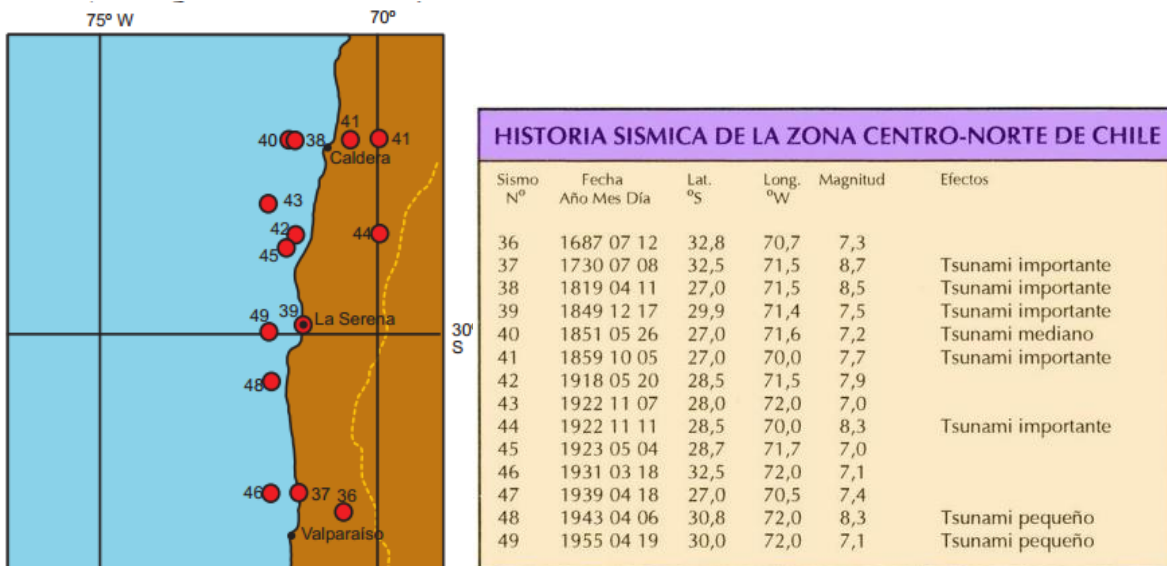 75º W
70º
41
40
38
41
Caldera
43
42
44
45
49
39
La Serena
30º
S
48
46
37
36
Valparaíso
HISTORIA SISMICA DE LA ZONA CENTRO-NORTE DE CHILE
Sismo Fecha Lat. Long. Magnitud Efectos
Nº Año Mes Día ºS ºW
36 1687 07 12 32,8 70,7 7,3
37 1730 07 08 32,5 71,5 8,7 Tsunami importante
38 1819 04 11 27,0 71,5 8,5 Tsunami importante
39 1849 12 17 29,9 71,4 7,5 Tsunami importante
40 1851 05 26 27,0 71,6 7,2 Tsunami mediano
41 1859 10 05 27,0 70,0 7,7 Tsunami importante
42 1918 05 20 28,5 71,5 7,9
43 1922 11 07 28,0 72,0 7,0
44 1922 11 11 28,5 70,0 8,3 Tsunami importante
45 1923 05 04 28,7 71,7 7,0
46 1931 03 18 32,5 72,0 7,1
47 1939 04 18 27,0 70,5 7,4
48 1943 04 06 30,8 72,0 8,3 Tsunami pequeño
49 1955 04 19 30,0 72,0 7,1 Tsunami pequeño